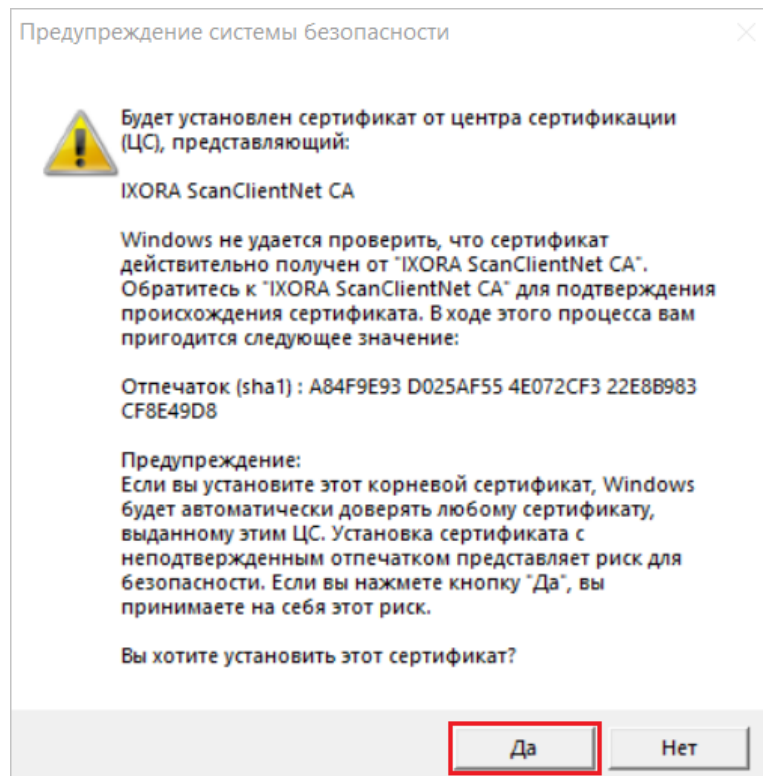 Предупреждение системы безопасности
Будет установлен сертификат от центра сертификации
(ЦС), представляющий:
IXORA ScanClientNet CA
Windows не удается проверить, что сертификат
действительно получен от "IXORA ScanClientNet CA".
Обратитесь к "IXORA ScanClientNet CA" для подтверждения
происхождения сертификата. В ходе этого процесса вам
пригодится следующее значение:
Отпечаток (sha1) : A84F9E93 D025AF55 4E072CF3 22E8B983
CF8E49D8
Предупреждение:
Если вы установите этот корневой сертификат, Windows
будет автоматически доверять любому сертификату,
выданному этим ЦС. Установка сертификата с
неподтвержденным отпечатком представляет риск для
безопасности. Если вы нажмете кнопку "Да", вы
принимаете на себя этот риск.
Вы хотите установить этот сертификат?
Да
Нет